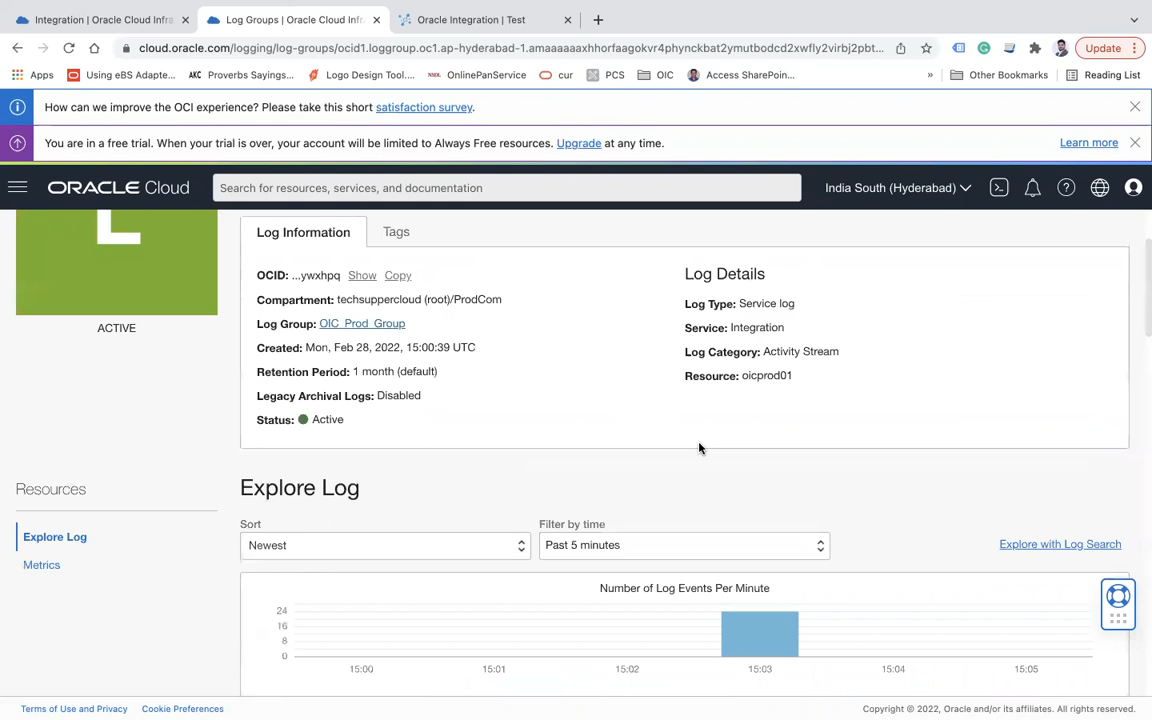 Integration | Oracle Cloud Infra
Log Groups | Oracle Cloud Infr
Oracle Integration | Test
cloud.oracle.com/logging/log-groups/ocid1.loggroup.oc1.ap-hyderabad-1.amaaaaaaxhhorfaagokvr4phynckbat2ymutbodcd2xwfly2virbj2pbt...
Update
Apps
Using eBS Adapte...
Proverbs Sayings...
Logo Design Tool....
OnlinePanService
cur
PCS
OIC
Access SharePoin...
»
Other Bookmarks
Reading List
How can we improve the OCI experience? Please take this short satisfaction survey.
You are in a free trial. When your trial is over, your account will be limited to Always Free resources. Upgrade at any time.
Learn more
ORACLE Cloud
Search for resources, services, and documentation
India South (Hyderabad)
L
ACTIVE
Log Information
Tags
OCID: ...ywxhpq Show Copy
Compartment: techsuppercloud (root)/ProdCom
Log Group: OIC_Prod_Group
Created: Mon, Feb 28, 2022, 15:00:39 UTC
Retention Period: 1 month (default)
Legacy Archival Logs: Disabled
Status: Active
Log Details
Log Type: Service log
Service: Integration
Log Category: Activity Stream
Resource: oicprod01
Resources
Explore Log
Metrics
Explore Log
Sort
Newest
Filter by time
Past 5 minutes
Explore with Log Search
Number of Log Events Per Minute
24
16
8
0
15:00
15:01
15:02
15:03
15:04
15:05
Terms of Use and Privacy
Cookie Preferences
Copyright © 2022, Oracle and/or its affiliates. All rights reserved.